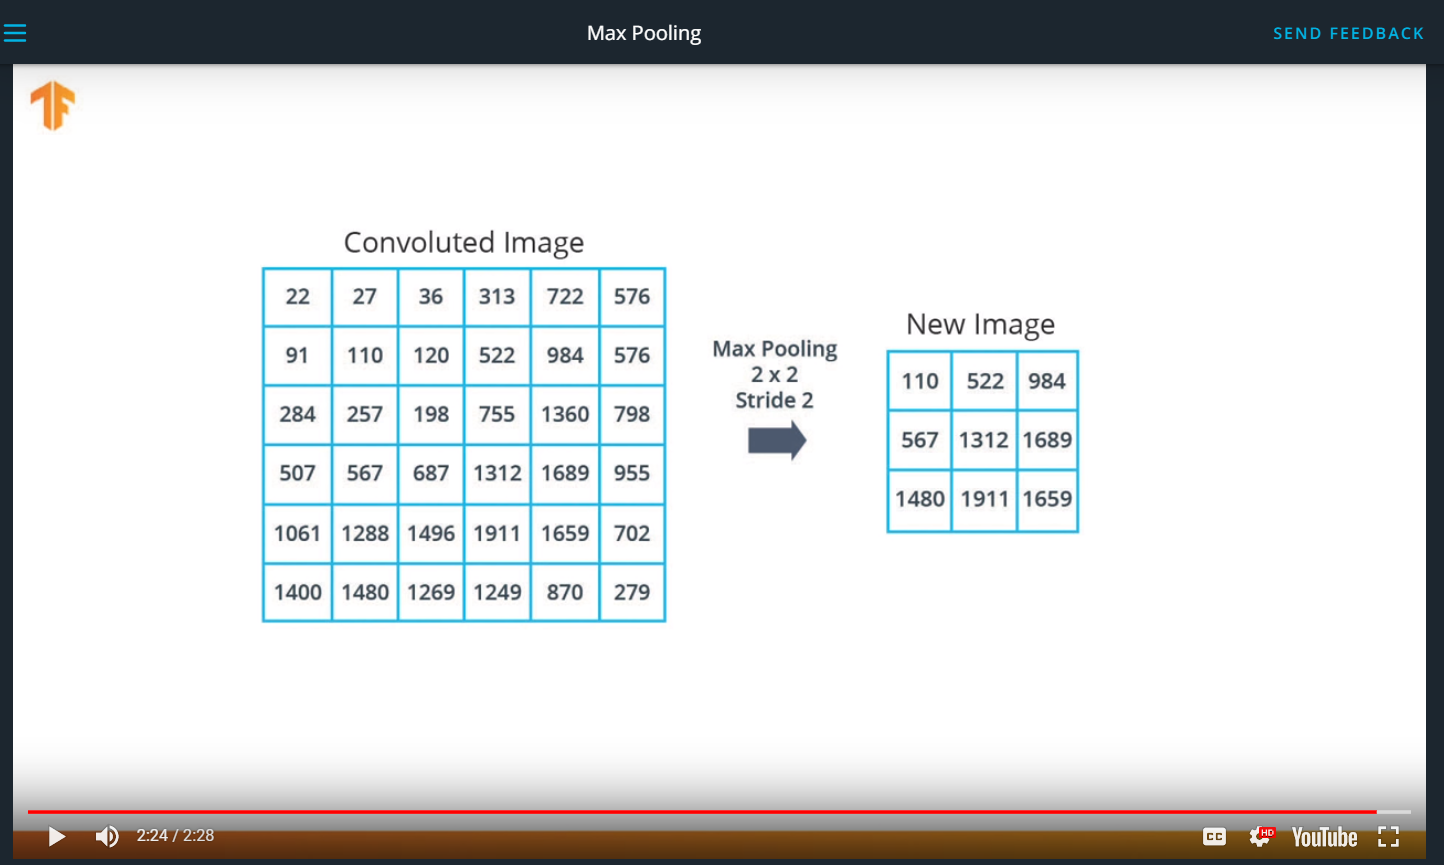 Max Pooling
SEND FEEDBACK
Convoluted Image
22 27 36 313 722 576
91 110 120 522 984 576
284 257 198 755 1360 798
507 567 687 1312 1689 955
1061 1288 1496 1911 1659 702
1400 1480 1269 1249 870 279
Max Pooling
2 x 2
Stride 2
New Image
110 522 984
567 1312 1689
1480 1911 1659
2:24 / 2:28
CC
HD
YouTube